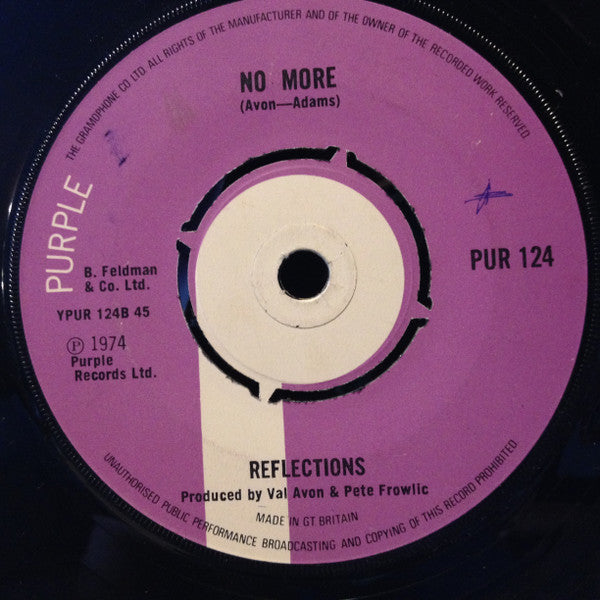 THE GRAMOPHONE CO LTD. ALL RIGHTS OF THE MANUFACTURER AND OF THE OWNER OF THE RECORDED WORK RESERVED
NO MORE
(Avon—Adams)
PURPLE
B. Feldman
& Co. Ltd.
PUR 124
YPUR 124B 45
Ⓟ 1974
Purple
Records Ltd.
REFLECTIONS
Produced by Val Avon & Pete Frowlic
MADE IN GT BRITAIN
UNAUTHORISED PUBLIC PERFORMANCE BROADCASTING AND COPYING OF THIS RECORD PROHIBITED